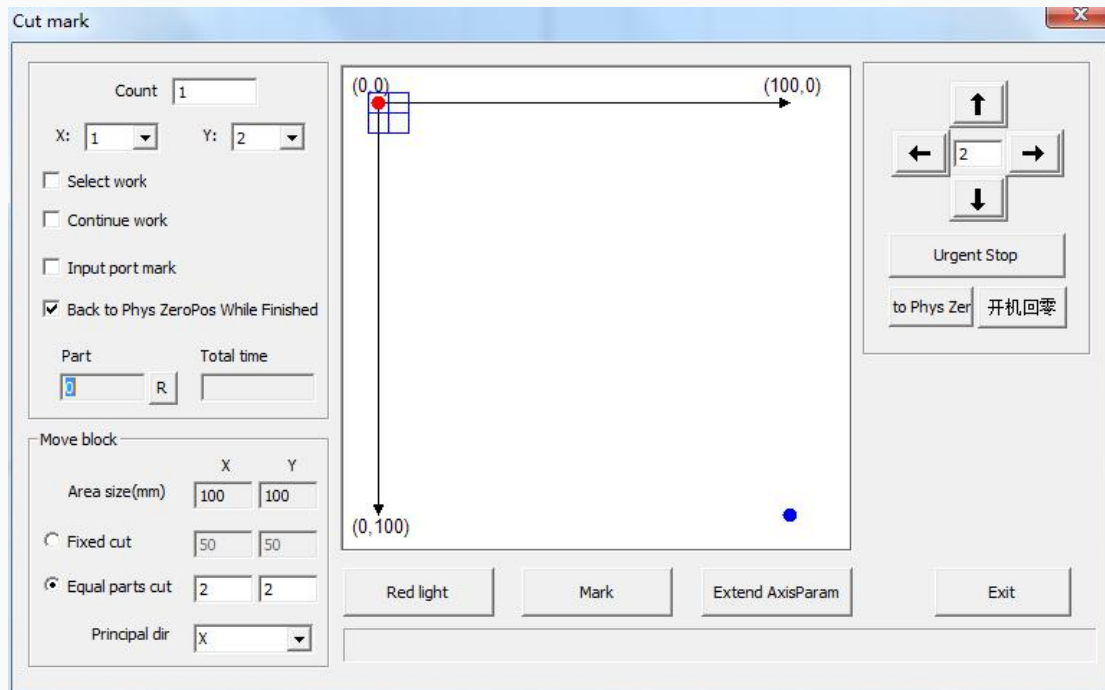 Cut mark
Count 1
X: 1 Y: 2
Select work
Continue work
Input port mark
Back to Phys ZeroPos While Finished
Part Total time
0 R
Move block
X Y
Area size(mm) 100 100
Fixed cut 50 50
Equal parts cut 2 2
Principal dir X
(0,0) (100,0)
(0,100)
Red light Mark Extend AxisParam Exit
2
Urgent Stop
to Phys Zer 开机回零